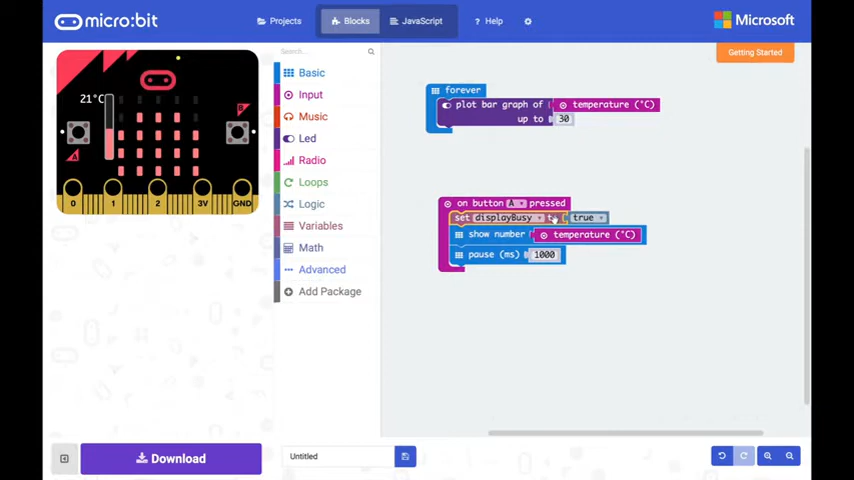 micro:bit
Projects
Blocks
JavaScript
? Help
Microsoft
Getting Started
21°C
B
A
0 1 2 3V GND
Search...
Basic
Input
Music
Led
Radio
Loops
Logic
Variables
Math
Advanced
Add Package
forever
plot bar graph of temperature (°C)
up to 30
on button A pressed
set displayBusy to true
show number temperature (°C)
pause (ms) 1000
Download
Untitled